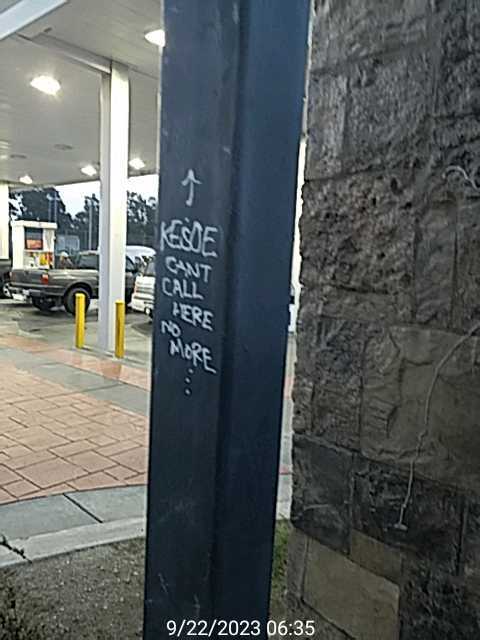 KESOE
CANT
CALL
HERE
NO
MORE
9/22/2023 06:35